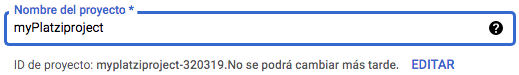 Nombre del proyecto *
myPlatziproject
ID de proyecto: myplatziproject-320319.No se podrá cambiar más tarde. EDITAR